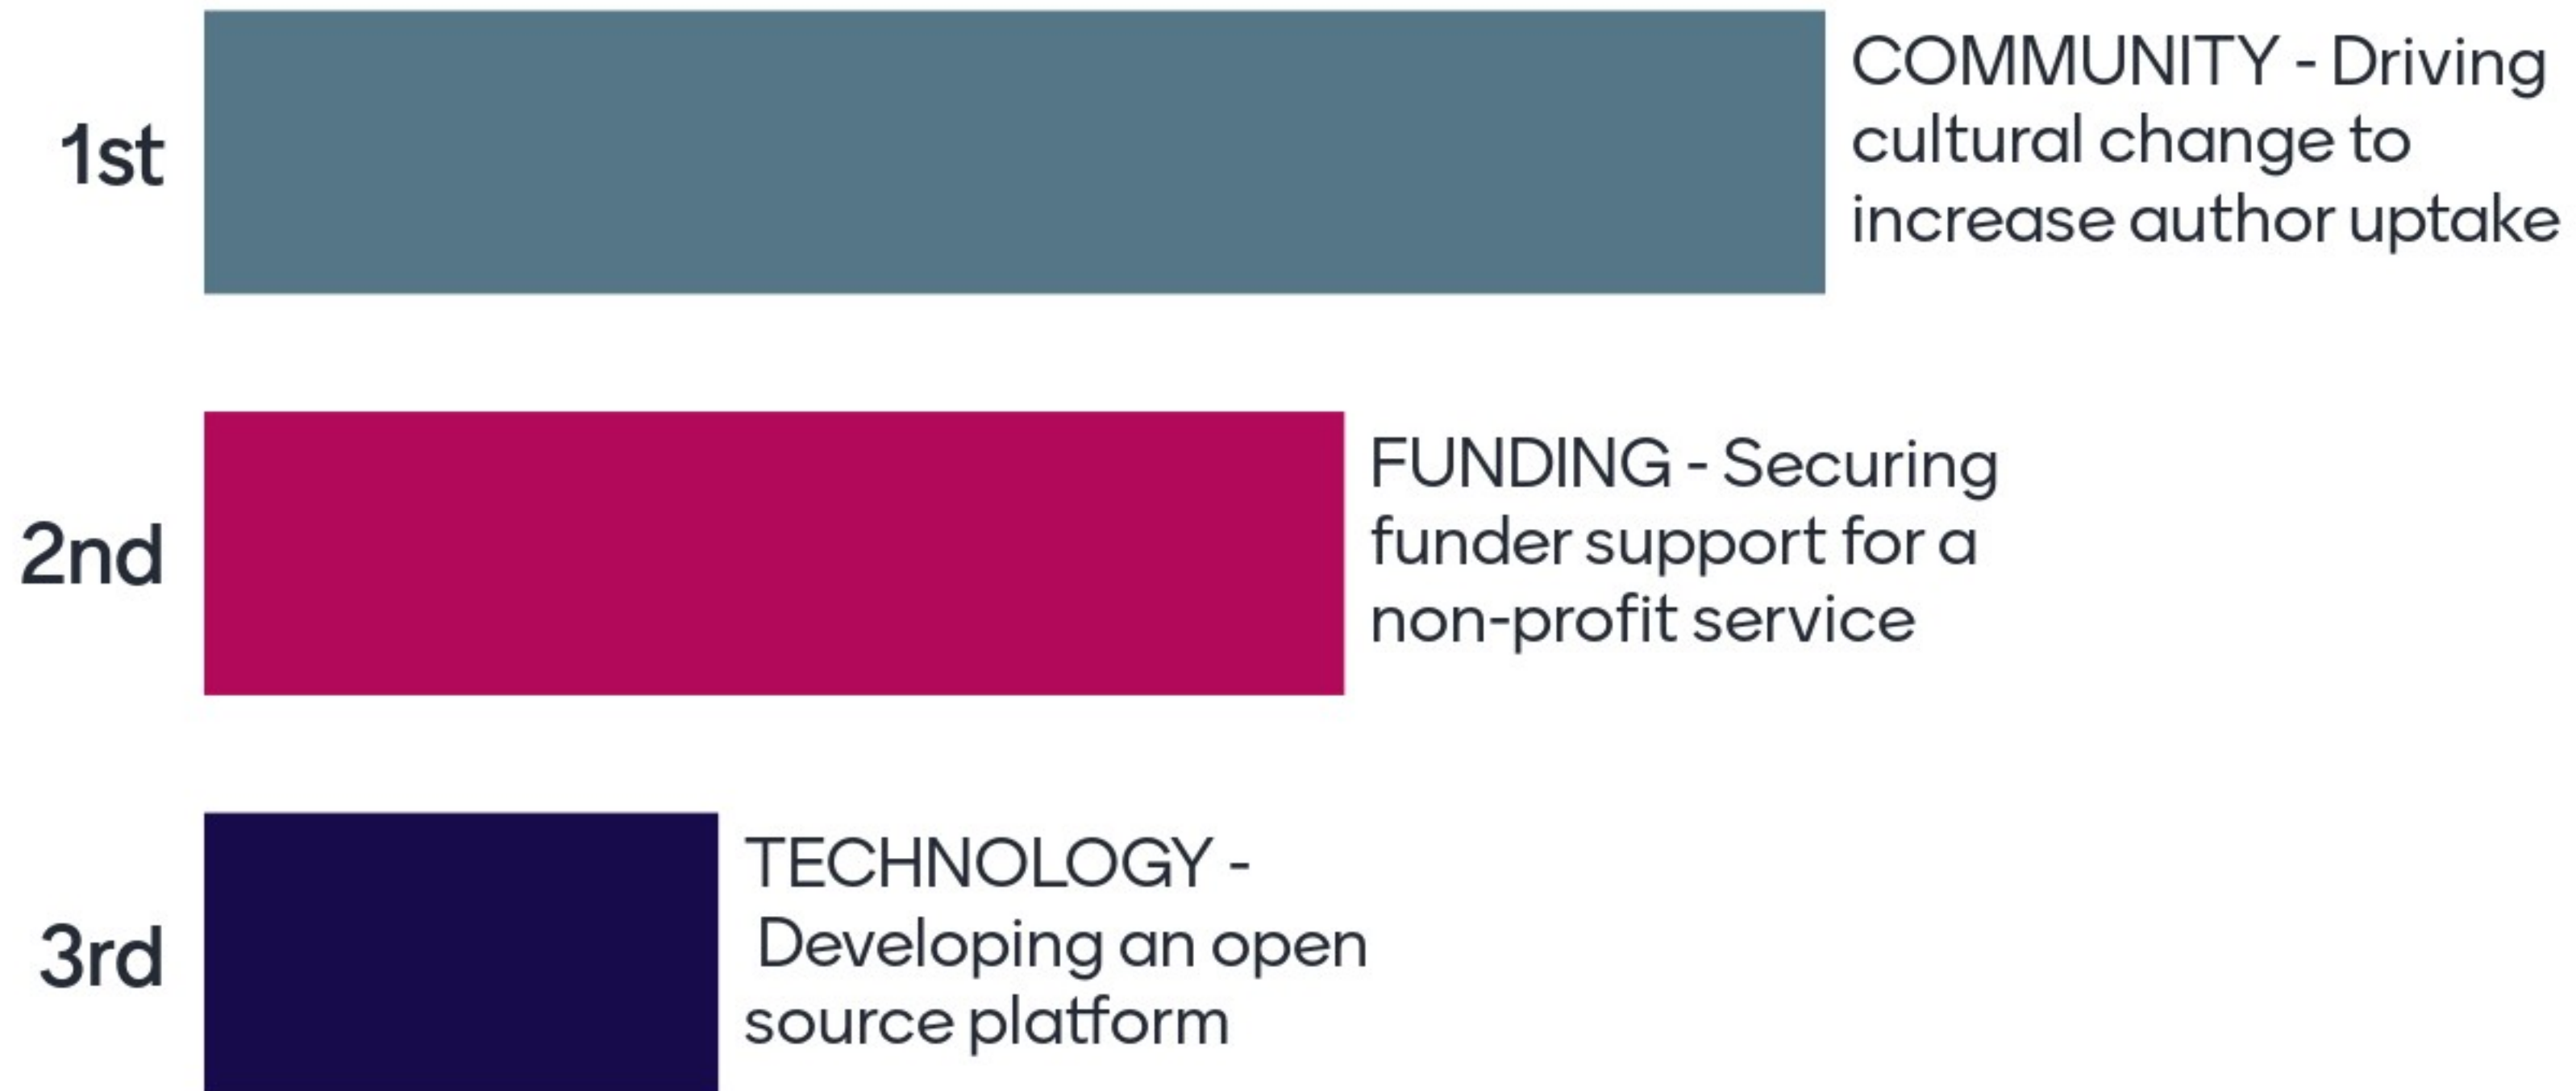 1st
COMMUNITY - Driving
cultural change to
increase author uptake
2nd
FUNDING - Securing
funder support for a
non-profit service
3rd
TECHNOLOGY -
Developing an open
source platform